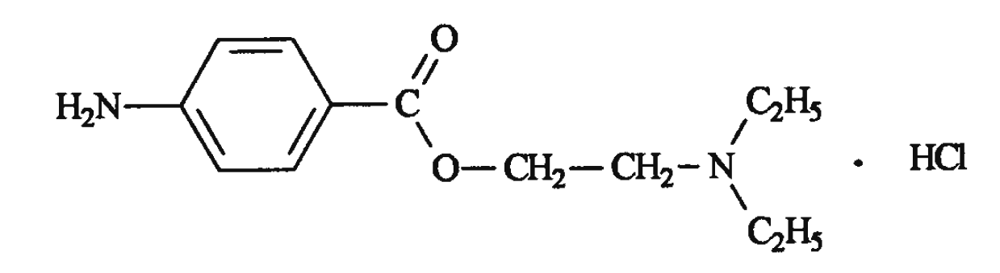 O
H₂N C C₂H₅
O CH₂ CH₂ N · HCl
C₂H₅